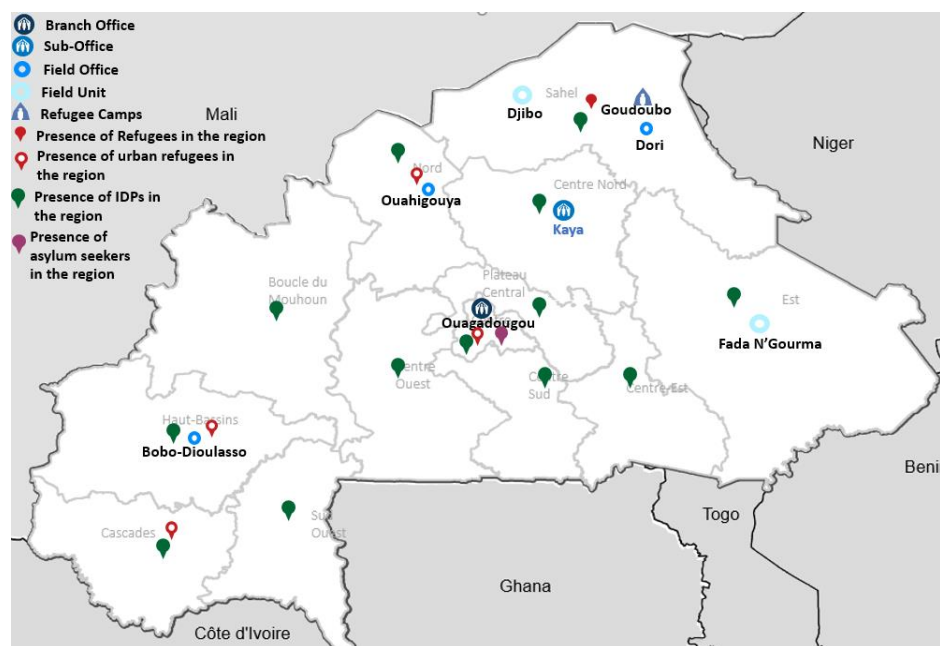 Branch Office
Sub-Office
Field Office
Field Unit
Refugee Camps
Presence of Refugees in the region
Presence of urban refugees in
the region
Presence of IDPs in
the region
Presence of
asylum seekers
in the region
Mali
Niger
Sahel
Djibo
Goudoubo
Dori
Nord
Ouahigouya
Centre Nord
Kaya
Boucle du
Mouhoun
Plateau
Central
Ouagadougou
Est
Fada N'Gourma
Centre
Ouest
Centre
Sud
Centre-Est
Haut-Bassins
Bobo-Dioulasso
Cascades
Sud
Ouest
Beni
Togo
Ghana
Côte d'Ivoire